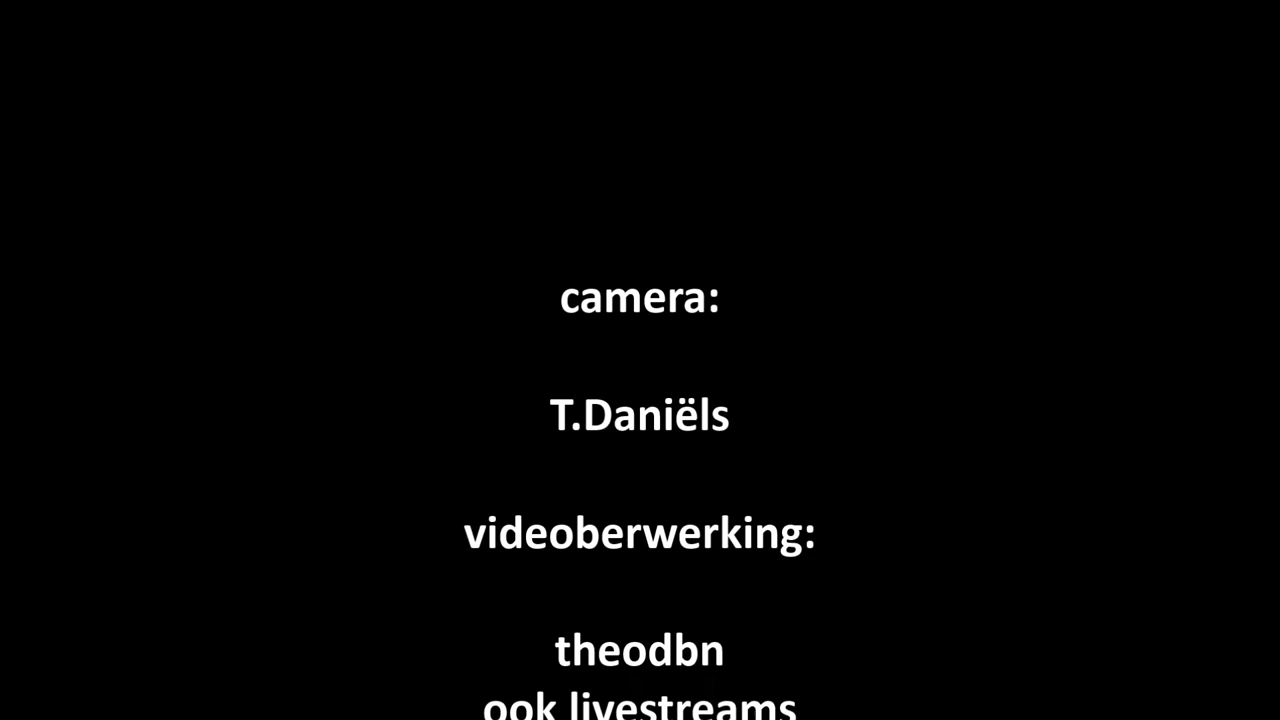 camera:
T.Daniëls
videoberwerking:
theodbn
ook livestreams